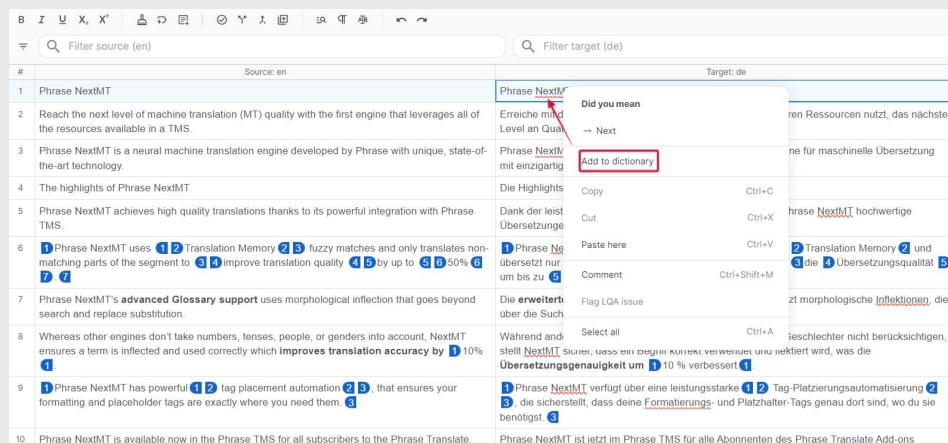 B I U X₂ X²
Filter source (en)
Filter target (de)
# Source: en Target: de
1 Phrase NextMT
Phrase NextMT
2 Reach the next level of machine translation (MT) quality with the first engine that leverages all of
the resources available in a TMS.
Erreiche mit d
ren Ressourcen nutzt, das nächste
Level an Qual
3 Phrase NextMT is a neural machine translation engine developed by Phrase with unique, state-of-
the-art technology.
Phrase NextM
ne für maschinelle Übersetzung
mit einzigartig
4 The highlights of Phrase NextMT
Die Highlights
5 Phrase NextMT achieves high quality translations thanks to its powerful integration with Phrase
TMS.
Dank der leist
hrase NextMT hochwertige
Übersetzunge
6 1 Phrase NextMT uses 1 2 Translation Memory 2 3 fuzzy matches and only translates non-
matching parts of the segment to 3 4 improve translation quality 4 5 by up to 5 6 50% 6
7 7
1 Phrase Ne
2 Translation Memory 2 und
übersetzt nur
3 die 4 Übersetzungsqualität 5
um bis zu 5
7 Phrase NextMT's advanced Glossary support uses morphological inflection that goes beyond
search and replace substitution.
Die erweiterte
zt morphologische Inflektionen, die
über die Such
8 Whereas other engines don't take numbers, tenses, people, or genders into account, NextMT
ensures a term is inflected and used correctly which improves translation accuracy by 1 10%
1.
Während and
Geschlechter nicht berücksichtigen,
stellt NextMT sicher, dass ein Begriff korrekt verwendet und flektiert wird, was die
Übersetzungsgenauigkeit um 1 10 % verbessert 1.
9 1 Phrase NextMT has powerful 1 2 tag placement automation 2 3, that ensures your
formatting and placeholder tags are exactly where you need them. 3
1 Phrase NextMT verfügt über eine leistungsstarke 1 2 Tag-Platzierungsautomatisierung 2
3, die sicherstellt, dass deine Formatierungs- und Platzhalter-Tags genau dort sind, wo du sie
benötigst. 3
10 Phrase NextMT is available now in the Phrase TMS for all subscribers to the Phrase Translate
Phrase NextMT ist jetzt im Phrase TMS für alle Abonnenten des Phrase Translate Add-ons
Did you mean
→ Next
Add to dictionary
Copy Ctrl+C
Cut Ctrl+X
Paste here Ctrl+V
Comment Ctrl+Shift+M
Flag LQA issue
Select all Ctrl+A